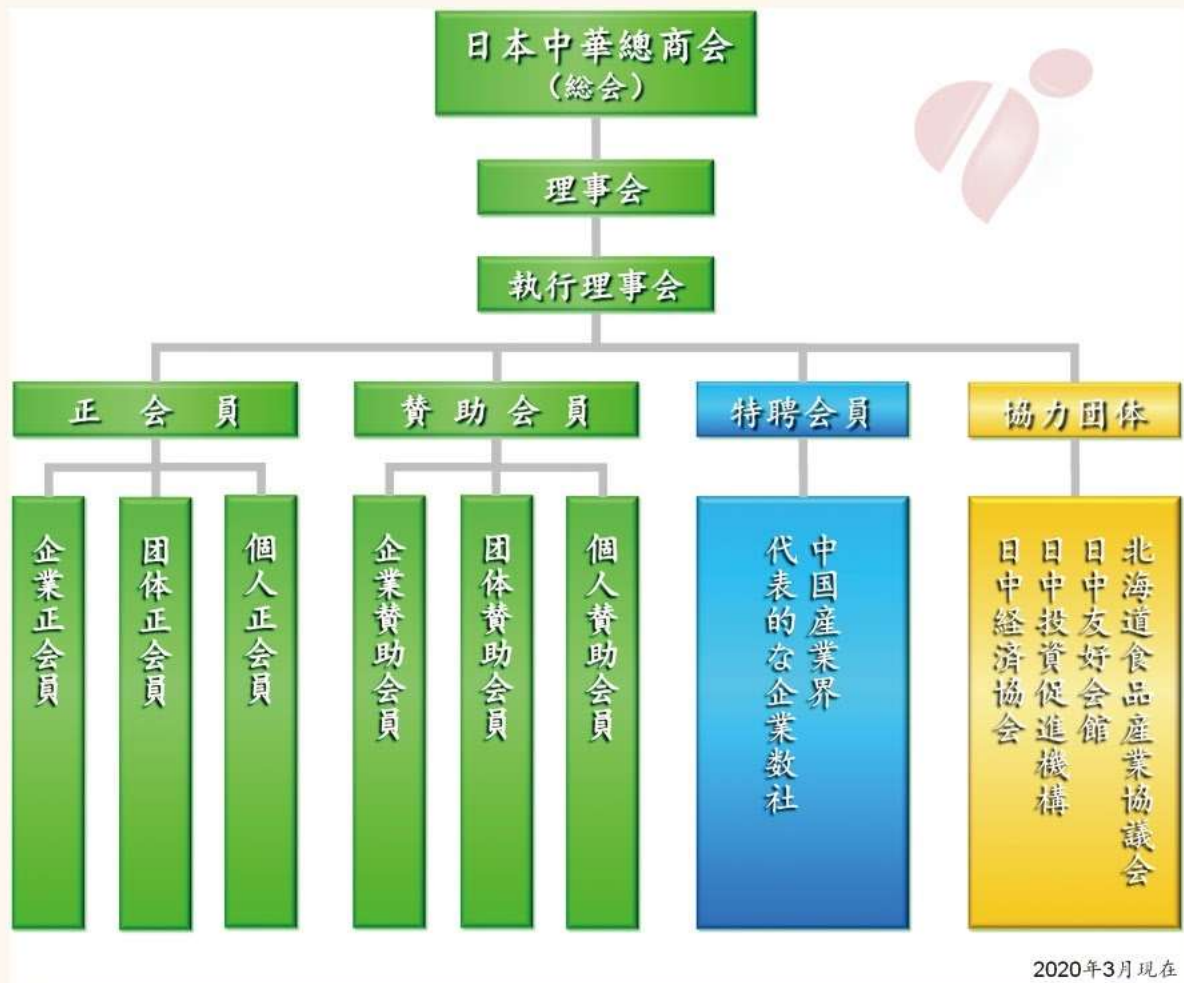 日本中華總商会
（総会）
理事会
執行理事会
正会員
賛助会員
特聘会員
協力団体
企業正会員
团体正会員
個人正会員
企業賛助会員
团体賛助会員
個人賛助会員
中国産業界
代表的な企業数社
北海道食品産業協議会
日中友好会館
日中投資促進機構
日中経済協会
2020年3月現在